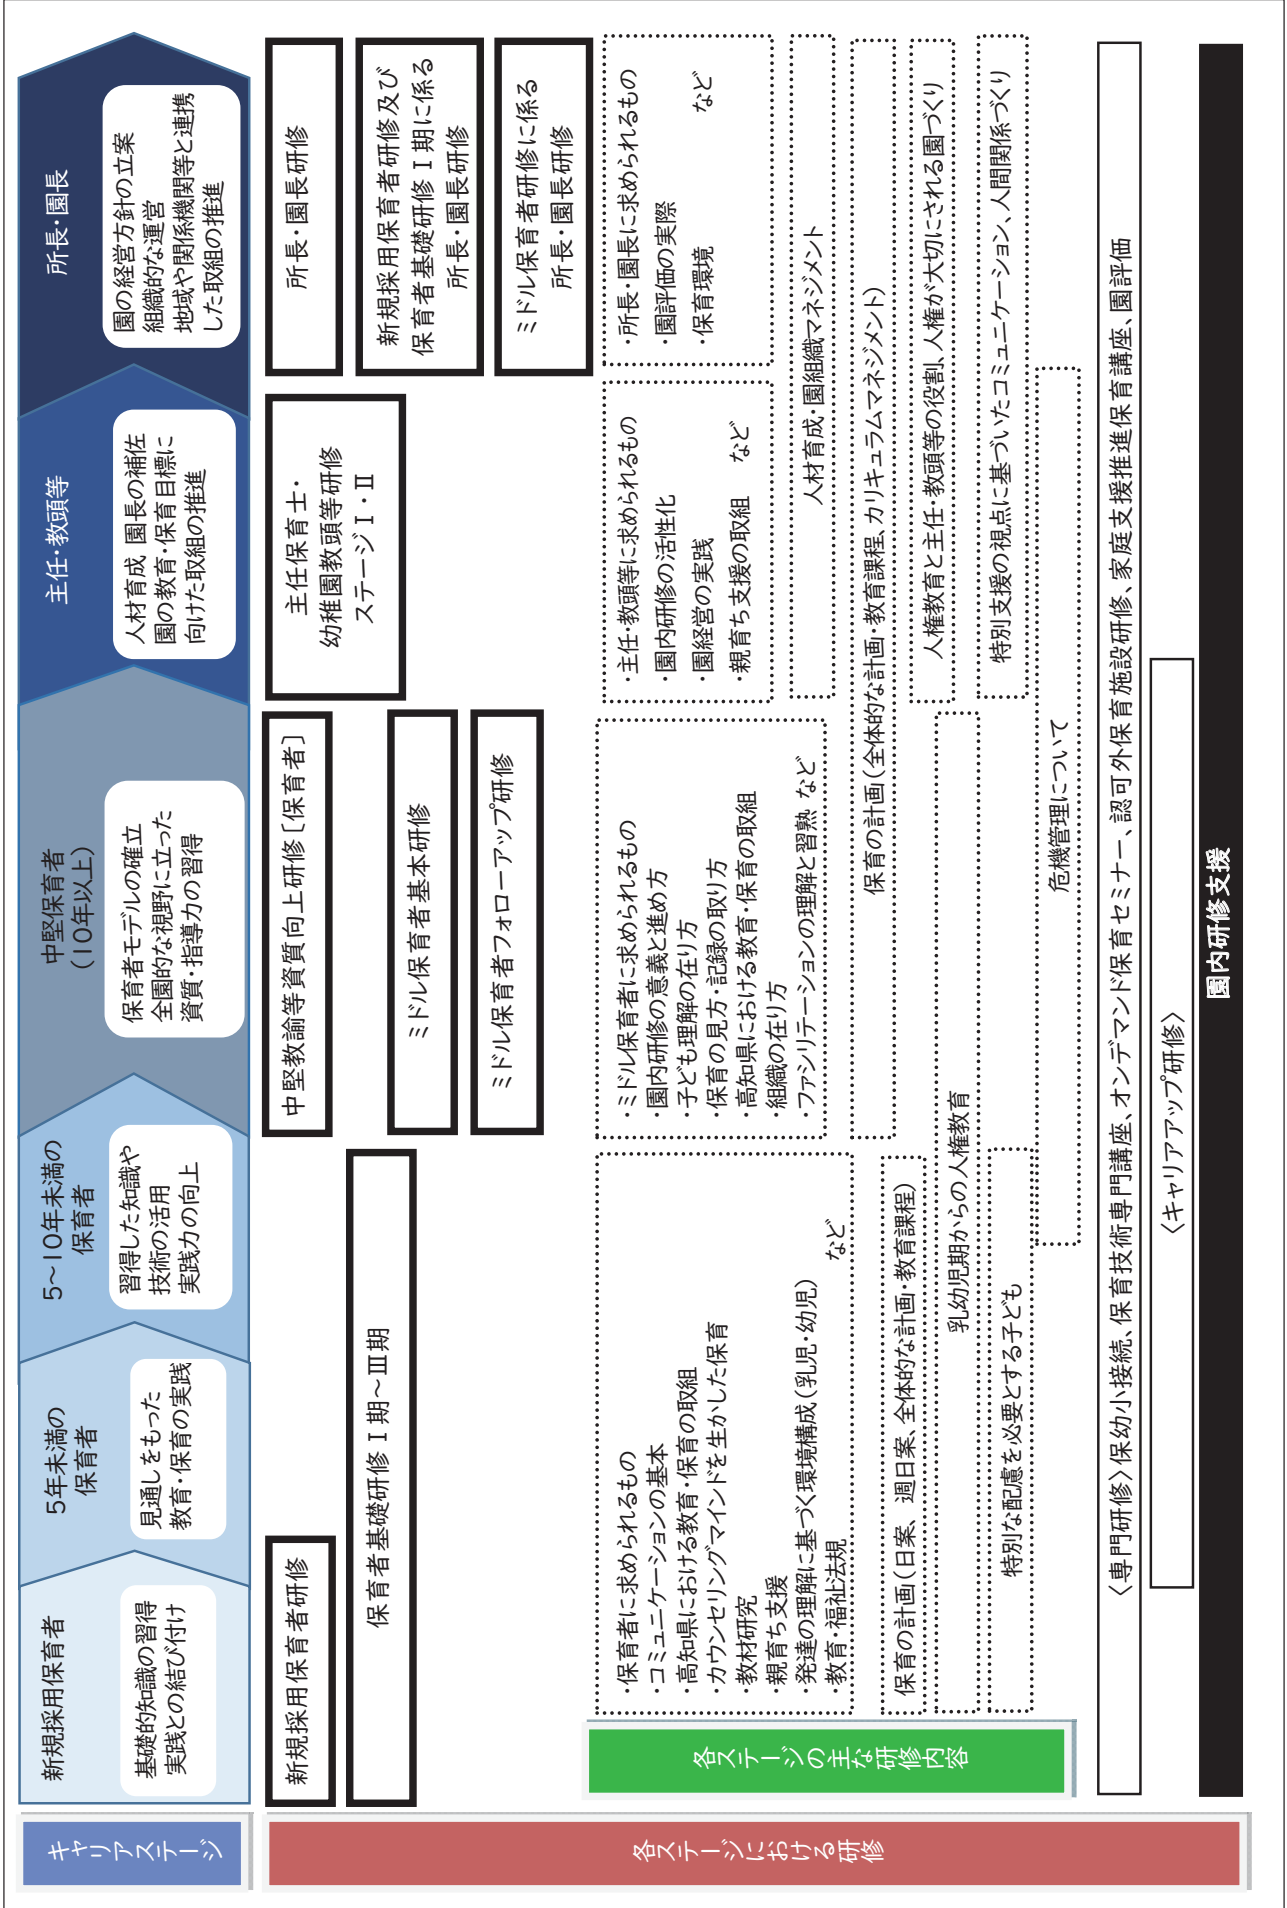 キャリアステージ
新規採用保育者
基礎的知識の習得
実践との結び付け
5年未満の
保育者
見通しをもった
教育・保育の実践
5～10年未満の
保育者
習得した知識や
技術の活用
実践力の向上
中堅保育者
(10年以上)
保育者モデルの確立
全園的な視野に立った
資質・指導力の習得
主任・教頭等
人材育成 園長の補佐
園の教育・保育目標に
向けた取組の推進
所長・園長
園の経営方針の立案
組織的な運営
地域や関係機関等と連携
した取組の推進
各ステージにおける研修
新規採用保育者研修
保育者基礎研修Ⅰ期～Ⅲ期
中堅教諭等資質向上研修〔保育者〕
ミドル保育者基本研修
ミドル保育者フォローアップ研修
主任保育士・
幼稚園教頭等研修
ステージⅠ・Ⅱ
所長・園長研修
新規採用保育者研修及び
保育者基礎研修Ⅰ期に係る
所長・園長研修
ミドル保育者研修に係る
所長・園長研修
各ステージの主な研修内容
・保育者に求められるもの
・コミュニケーションの基本
・高知県における教育・保育の取組
・カウンセリングマインドを生かした保育
・教材研究
・親育ち支援
・発達の理解に基づく環境構成(乳児・幼児)
・教育・福祉法規 など
・ミドル保育者に求められるもの
・園内研修の意義と進め方
・子ども理解の在り方
・保育の見方・記録の取り方
・高知県における教育・保育の取組
組織の在り方
・ファシリテーションの理解と習熟 など
・主任・教頭等に求められるもの
・園内研修の活性化
・園経営の実践
・親育ち支援の取組 など
・所長・園長に求められるもの
・園評価の実際
・保育環境 など
人材育成・園組織マネジメント
保育の計画(日案、週日案、全体的な計画・教育課程)
保育の計画(全体的な計画・教育課程、カリキュラムマネジメント)
乳幼児期からの人権教育
人権教育と主任・教頭等の役割、人権が大切にされる園づくり
特別な配慮を必要とする子ども
特別支援の視点に基づいたコミュニケーション、人間関係づくり
危機管理について
〈専門研修〉保幼小接続、保育技術専門講座、オンデマンド保育セミナー、認可外保育施設研修、家庭支援推進保育講座、園評価
〈キャリアアップ研修〉
園内研修支援